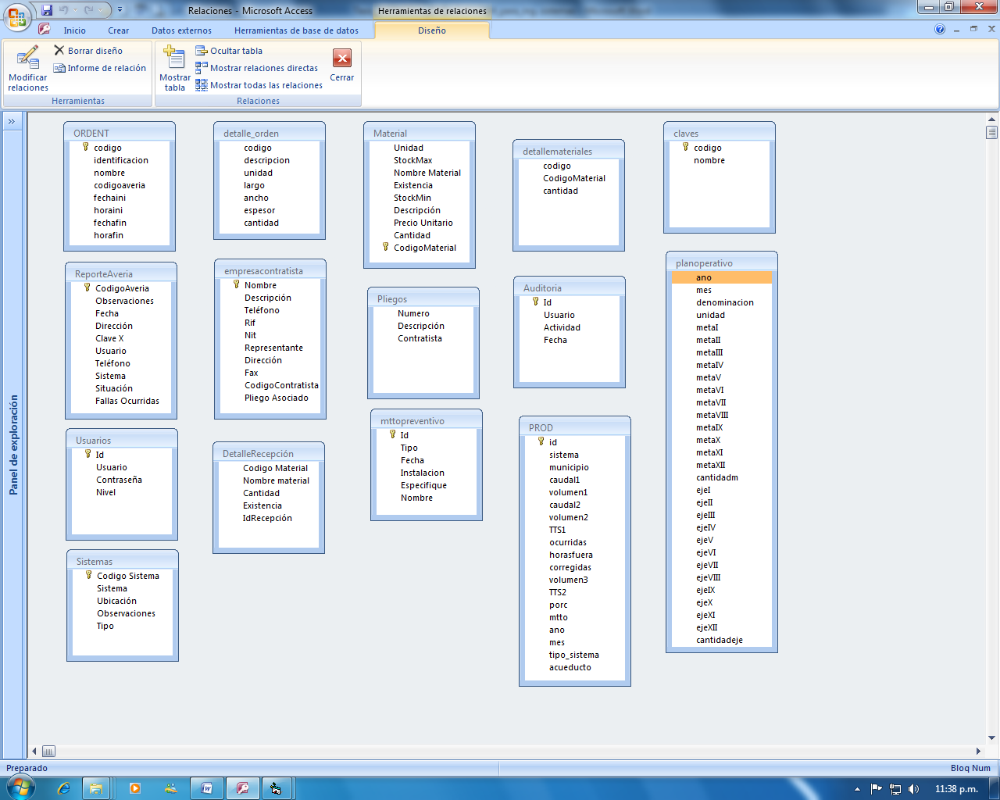 Relaciones - Microsoft Access
Herramientas de relaciones
Inicio
Crear
Datos externos
Herramientas de base de datos
Diseño
Modificar relaciones
Borrar diseño
Informe de relación
Herramientas
Mostrar tabla
Ocultar tabla
Mostrar relaciones directas
Mostrar todas las relaciones
Cerrar
Relaciones
»
Panel de exploración
ORDENT
codigo
identificacion
nombre
codigoaveria
fechaini
horaini
fechafin
horafin
detalle_orden
codigo
descripcion
unidad
largo
ancho
espesor
cantidad
Material
Unidad
StockMax
Nombre Material
Existencia
StockMin
Descripción
Precio Unitario
Cantidad
CodigoMaterial
detallemateriales
codigo
CodigoMaterial
cantidad
claves
codigo
nombre
ReporteAveria
CodigoAveria
Observaciones
Fecha
Dirección
Clave X
Usuario
Teléfono
Sistema
Situación
Fallas Ocurridas
empresacontratista
Nombre
Descripción
Teléfono
Rif
Nit
Representante
Dirección
Fax
CodigoContratista
Pliego Asociado
Pliegos
Numero
Descripción
Contratista
Auditoria
Id
Usuario
Actividad
Fecha
planoperativo
ano
mes
denominacion
unidad
metaI
metaII
metaIII
metaIV
metaV
metaVI
metaVII
metaVIII
metaIX
metaX
metaXI
metaXII
cantidadm
ejeI
ejeII
ejeIII
ejeIV
ejeV
ejeVI
ejeVII
ejeVIII
ejeIX
ejeX
ejeXI
ejeXII
cantidadeje
Usuarios
Id
Usuario
Contraseña
Nivel
DetalleRecepción
Codigo Material
Nombre material
Cantidad
Existencia
IdRecepción
mttopreventivo
Id
Tipo
Fecha
Instalacion
Especifique
Nombre
PROD
id
sistema
municipio
caudal1
volumen1
caudal2
volumen2
TTS1
ocurridas
horasfuera
corregidas
volumen3
TTS2
porc
mtto
ano
mes
tipo_sistema
acueducto
Sistemas
Codigo Sistema
Sistema
Ubicación
Observaciones
Tipo
Preparado
Bloq Num
11:38 p.m.